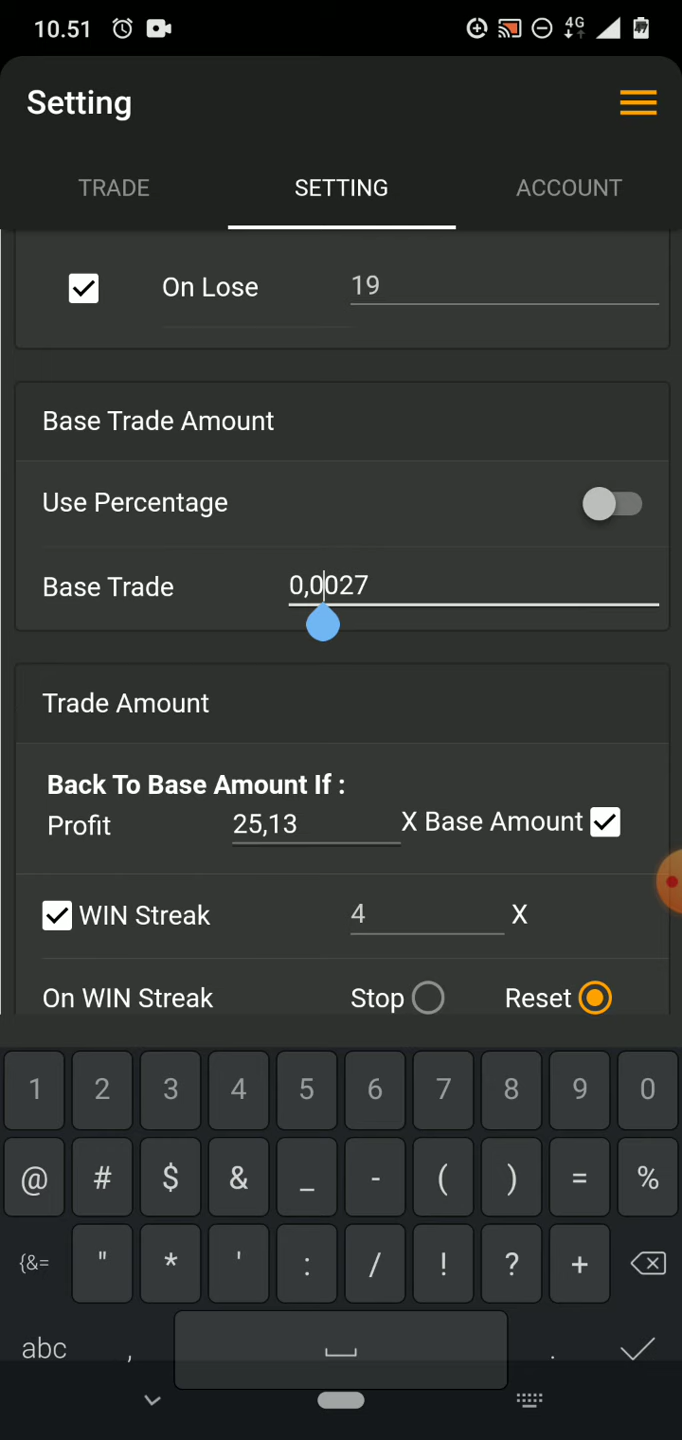 10.51 4G
Setting
TRADE SETTING ACCOUNT
On Lose 19
Base Trade Amount
Use Percentage
Base Trade 0,0027
Trade Amount
Back To Base Amount If :
Profit 25,13 X Base Amount
WIN Streak 4 X
On WIN Streak Stop Reset
1 2 3 4 5 6 7 8 9 0
@ # $ & _ - ( ) = %
{&= " * ' : / ! ? +
abc , .